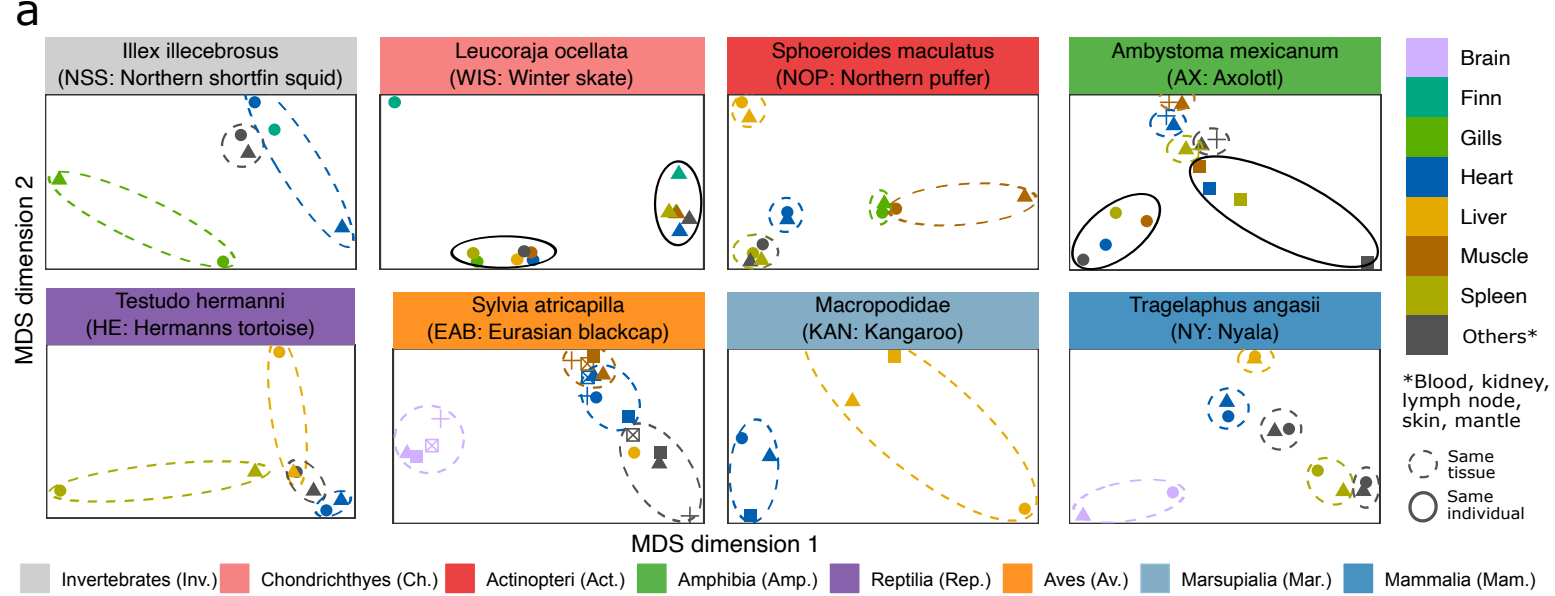 a
Illex illecebrosus
(NSS: Northern shortfin squid)
Leucoraja ocellata
(WIS: Winter skate)
Sphoeroides maculatus
(NOP: Northern puffer)
Ambystoma mexicanum
(AX: Axolotl)
Testudo hermanni
(HE: Hermanns tortoise)
Sylvia atricapilla
(EAB: Eurasian blackcap)
Macropodidae
(KAN: Kangaroo)
Tragelaphus angasii
(NY: Nyala)
MDS dimension 2
MDS dimension 1
Brain
Finn
Gills
Heart
Liver
Muscle
Spleen
Others*
*Blood, kidney,
lymph node,
skin, mantle
Same
tissue
Same
individual
Invertebrates (Inv.)
Chondrichthyes (Ch.)
Actinopteri (Act.)
Amphibia (Amp.)
Reptilia (Rep.)
Aves (Av.)
Marsupialia (Mar.)
Mammalia (Mam.)